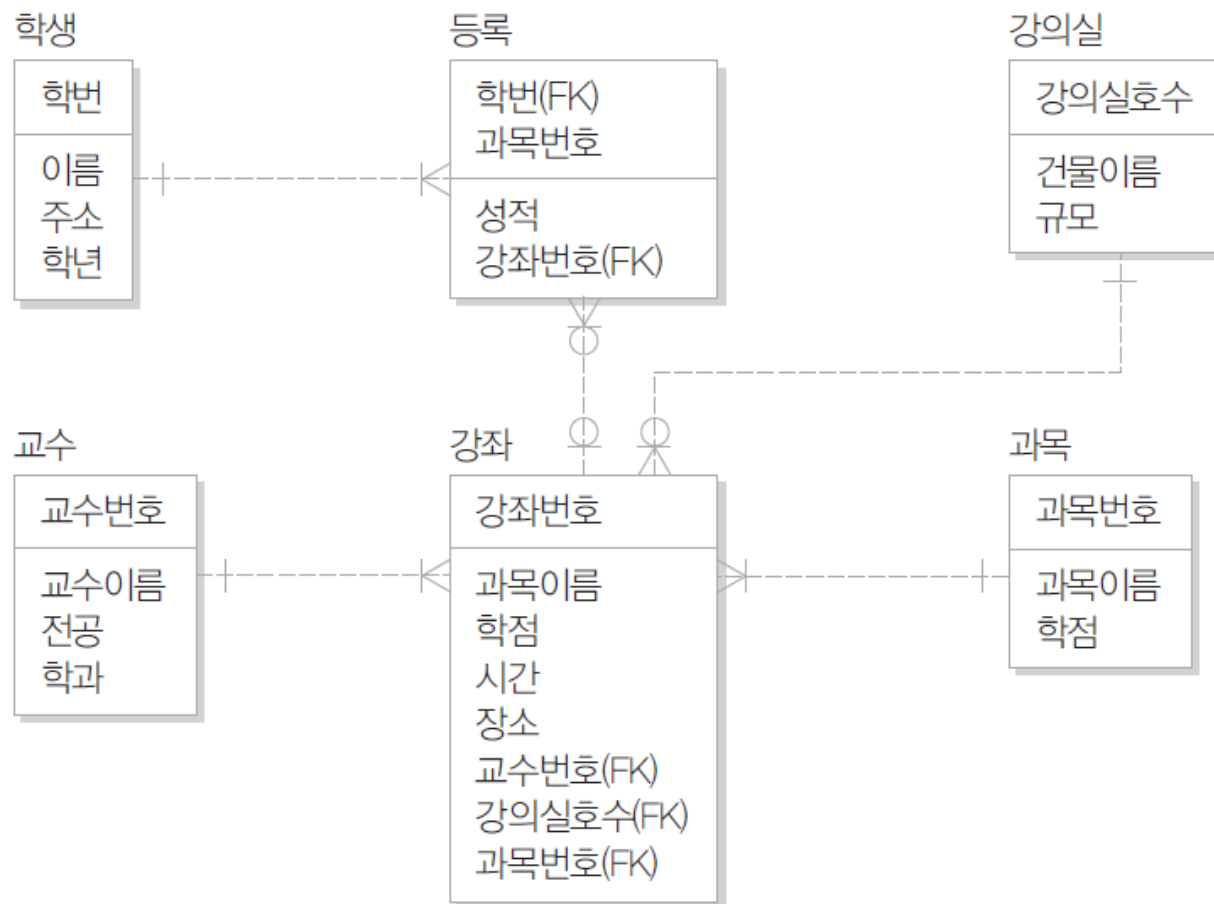 학생
학번
이름
주소
학년
등록
학번(FK)
과목번호
성적
강좌번호(FK)
강의실
강의실호수
건물이름
규모
교수
교수번호
교수이름
전공
학과
강좌
강좌번호
과목이름
학점
시간
장소
교수번호(FK)
강의실호수(FK)
과목번호(FK)
과목
과목번호
과목이름
학점